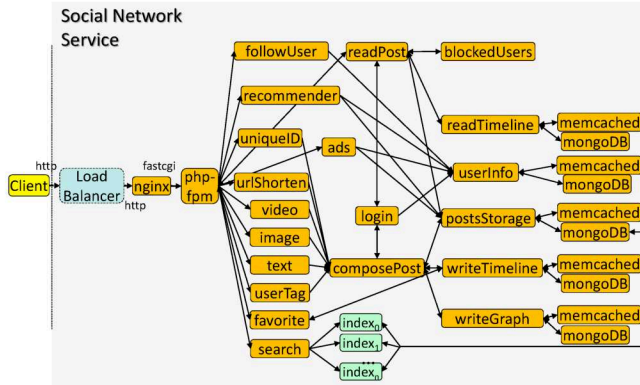 Social Network
Service
followUser
readPost
blockedUsers
recommender
uniqueID
ads
readTimeline
memcached
mongoDB
http
fastcgi
Client
Load
Balancer
nginx
http
php-
fpm
urlShorten
userInfo
memcached
mongoDB
video
login
postsStorage
memcached
mongoDB
image
text
composePost
writeTimeline
memcached
mongoDB
userTag
favorite
index0
writeGraph
memcached
mongoDB
search
index1
...
indexn